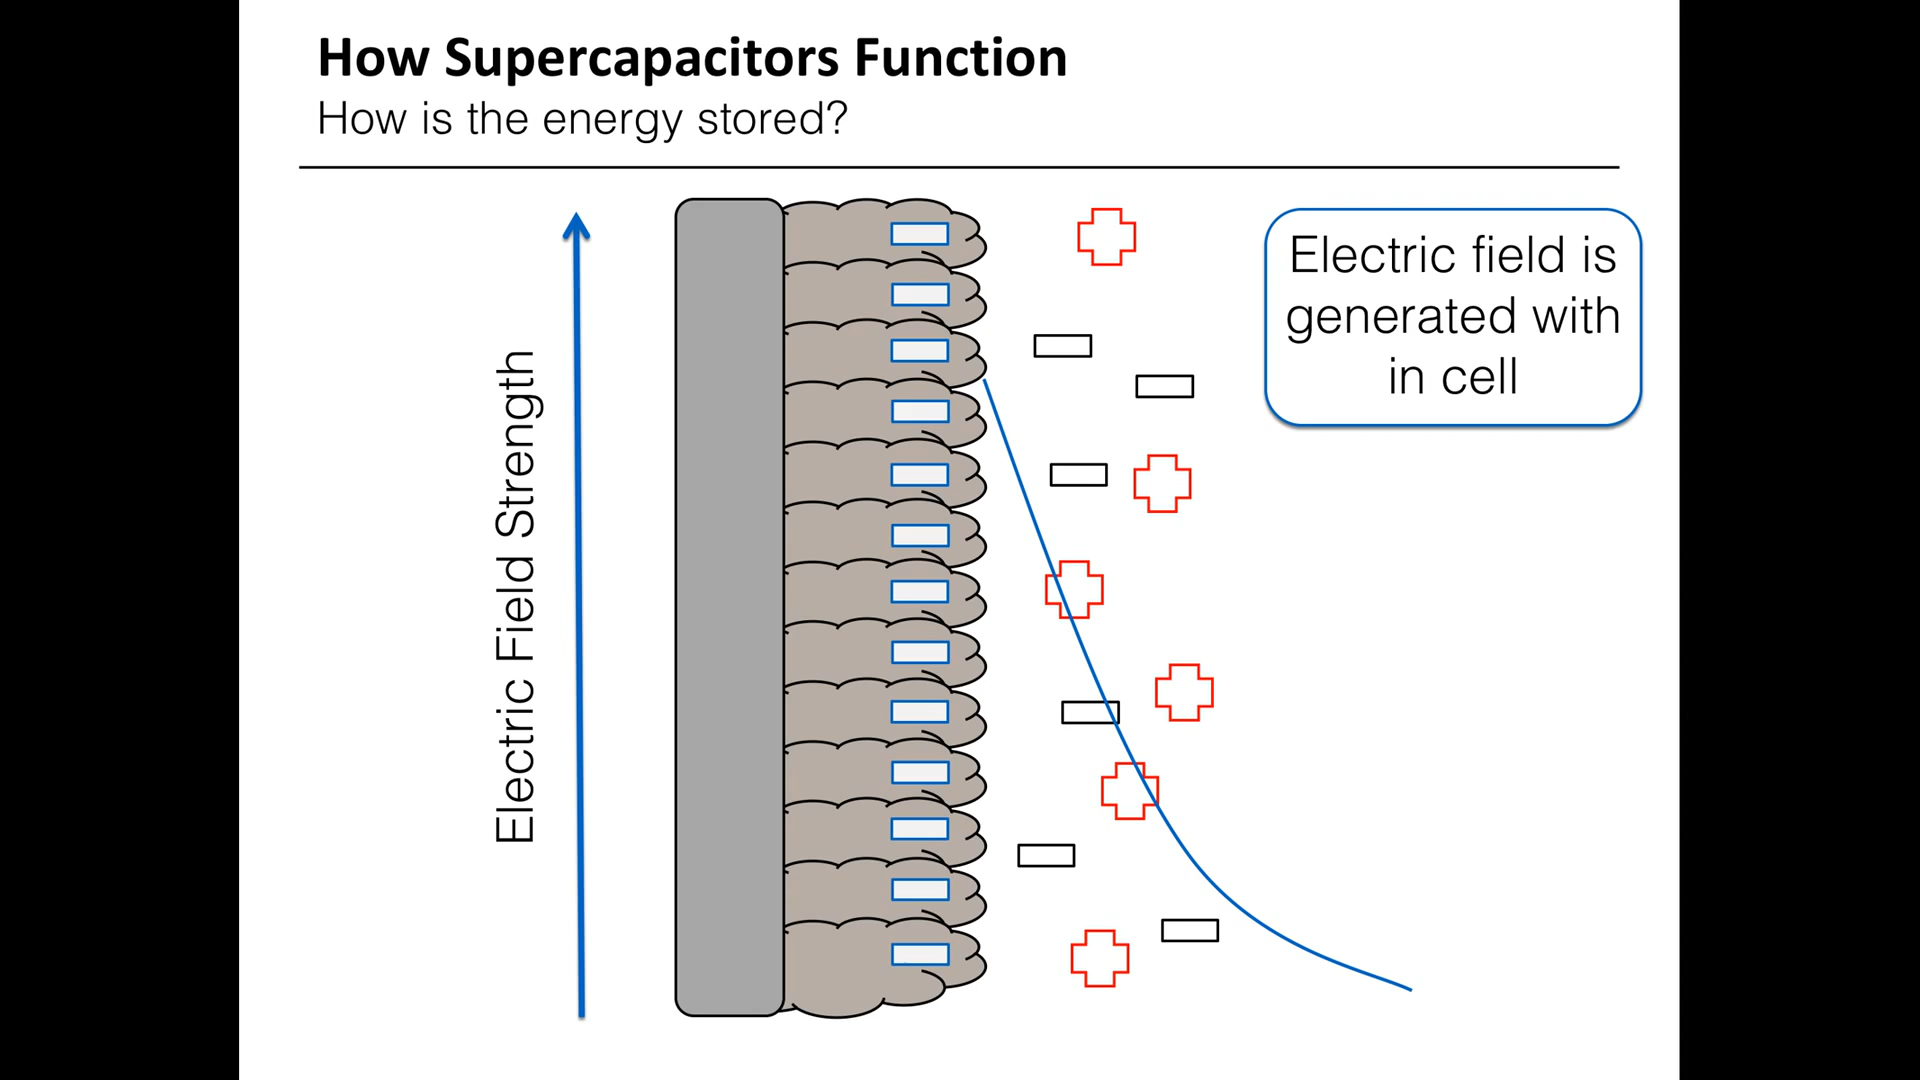 How Supercapacitors Function
How is the energy stored?
Electric Field Strength
Electric field is
generated with
in cell